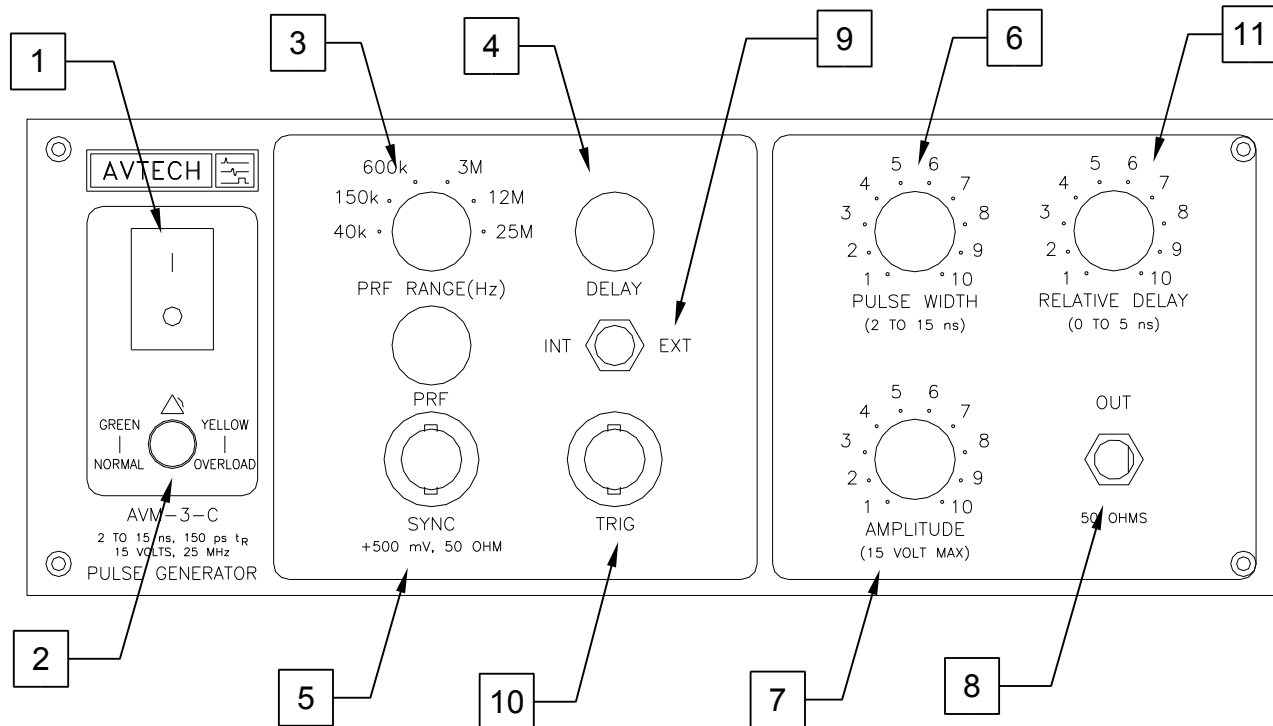 1
3
4
9
6
11
AVTECH
GREEN
NORMAL
YELLOW
OVERLOAD
AVM-3-C
2 TO 15 ns, 150 ps tR
15 VOLTS, 25 MHz
PULSE GENERATOR
40k
150k
600k
3M
12M
25M
PRF RANGE(Hz)
DELAY
PRF
INT
EXT
SYNC
+500 mV, 50 OHM
TRIG
1
2
3
4
5
6
7
8
9
10
PULSE WIDTH
(2 TO 15 ns)
1
2
3
4
5
6
7
8
9
10
RELATIVE DELAY
(0 TO 5 ns)
1
2
3
4
5
6
7
8
9
10
AMPLITUDE
(15 VOLT MAX)
OUT
50 OHMS
2
5
10
7
8